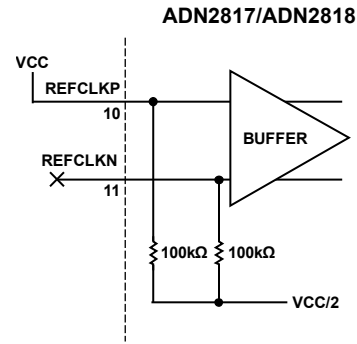 ADN2817/ADN2818
VCC
REFCLKP
10
BUFFER
REFCLKN
11
100kΩ
100kΩ
VCC/2